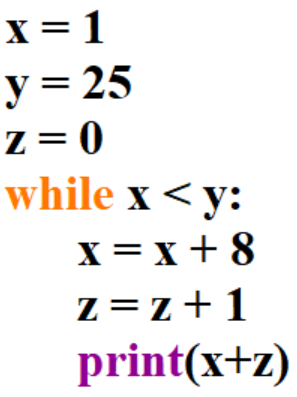 x = 1
y = 25
z = 0
while x < y:
x = x + 8
z = z + 1
print(x+z)